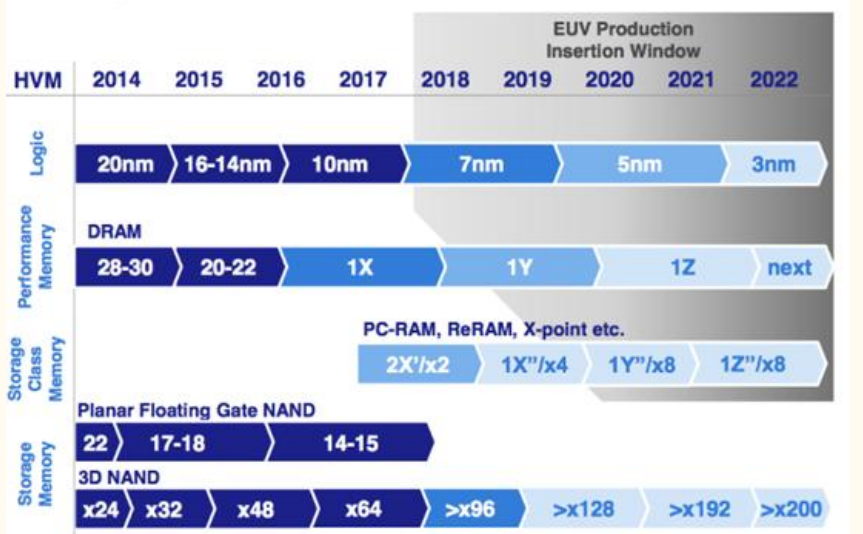 EUV Production
Insertion Window
HVM 2014 2015 2016 2017 2018 2019 2020 2021 2022
Logic
20nm 16-14nm 10nm 7nm 5nm 3nm
Performance
Memory
DRAM
28-30 20-22 1X 1Y 1Z next
Storage
Class
Memory
PC-RAM, ReRAM, X-point etc.
2X'/x2 1X"/x4 1Y"/x8 1Z"/x8
Storage
Memory
Planar Floating Gate NAND
22 17-18 14-15
3D NAND
x24 x32 x48 x64 >x96 >x128 >x192 >x200